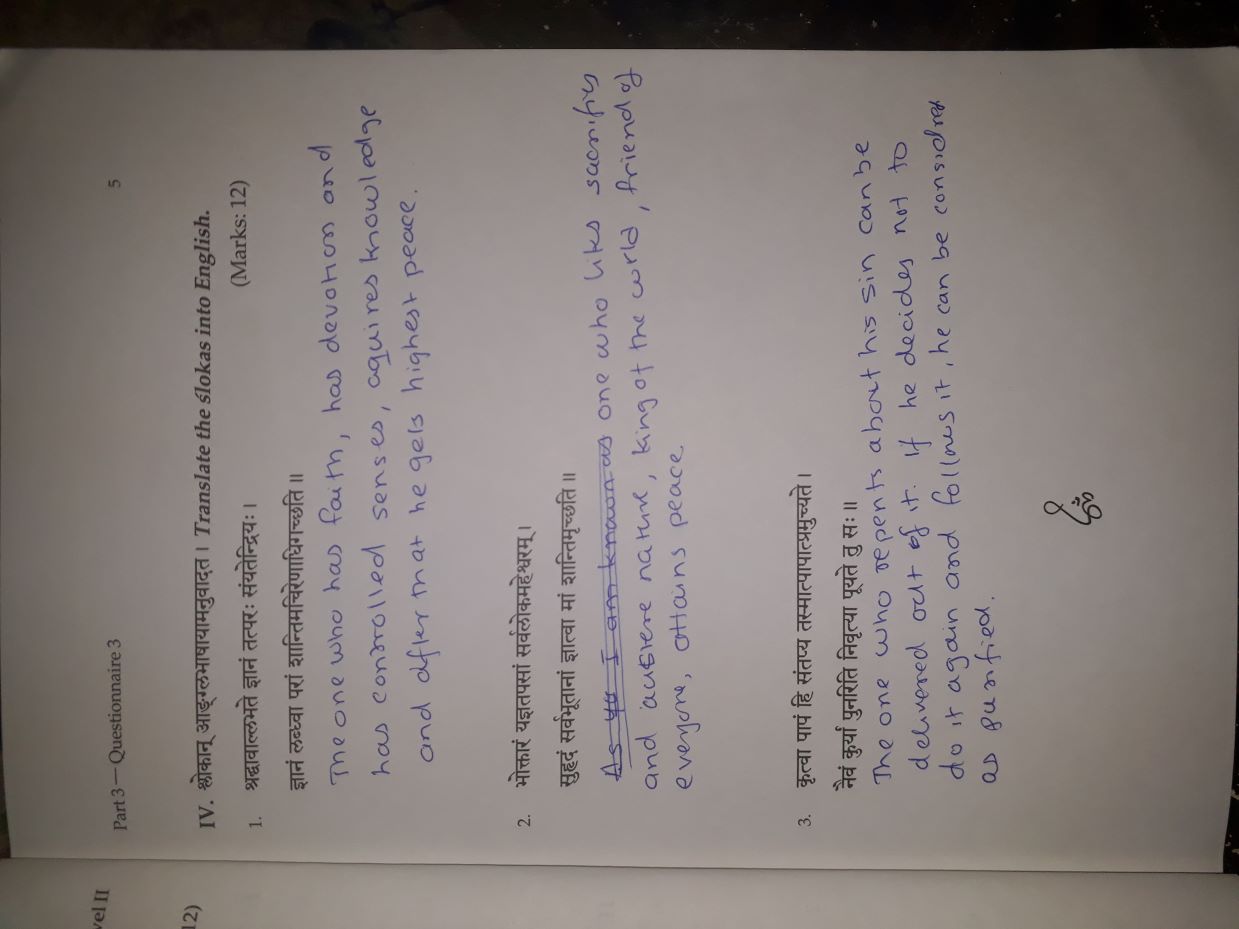 vel II
12)
Part 3 — Questionnaire 3 5
IV. श्लोकान् आङ्ग्लभाषायामनुवादत। Translate the ślokas into English.
(Marks: 12)
1. श्रद्धावाल्लभते ज्ञानं तत्परः संयतेन्द्रियः।
ज्ञानं लब्ध्वा परां शान्तिमचिरेणाधिगच्छति॥
The one who has faith, has devotion and
has controlled senses, aquires knowledge
and after that he gets highest peace.
2. भोक्तारं यज्ञतपसां सर्वलोकमहेश्वरम्।
सुहृदं सर्वभूतानां ज्ञात्वा मां शान्तिमृच्छति॥
As yo I am known as one who likes sacrifies
and austere nature, king of the world, friend of
everyone, attains peace
3. कृत्वा पापं हि संतप्य तस्मात्पापात्प्रमुच्यते।
नैवं कुर्यां पुनरिति निवृत्या पूयते तु सः॥
The one who repents about his sin can be
delivered out of it. If he decides not to
do it again and follows it, he can be considred
as purified.
ॐ